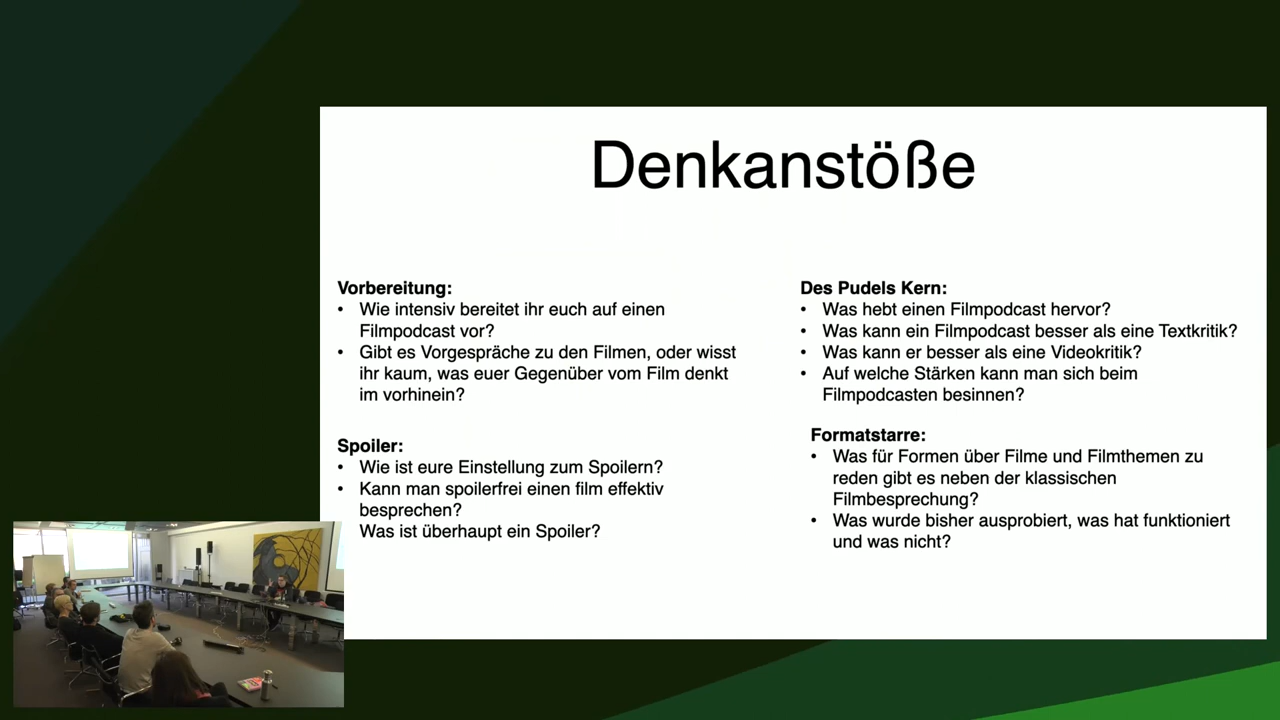 Denkanstöße
Vorbereitung:
• Wie intensiv bereitet ihr euch auf einen
Filmpodcast vor?
• Gibt es Vorgespräche zu den Filmen, oder wisst
ihr kaum, was euer Gegenüber vom Film denkt
im vorhinein?
Spoiler:
• Wie ist eure Einstellung zum Spoilern?
• Kann man spoilerfrei einen film effektiv
besprechen?
Was ist überhaupt ein Spoiler?
Des Pudels Kern:
• Was hebt einen Filmpodcast hervor?
• Was kann ein Filmpodcast besser als eine Textkritik?
• Was kann er besser als eine Videokritik?
• Auf welche Stärken kann man sich beim
Filmpodcasten besinnen?
Formatstarre:
• Was für Formen über Filme und Filmthemen zu
reden gibt es neben der klassischen
Filmbesprechung?
• Was wurde bisher ausprobiert, was hat funktioniert
und was nicht?